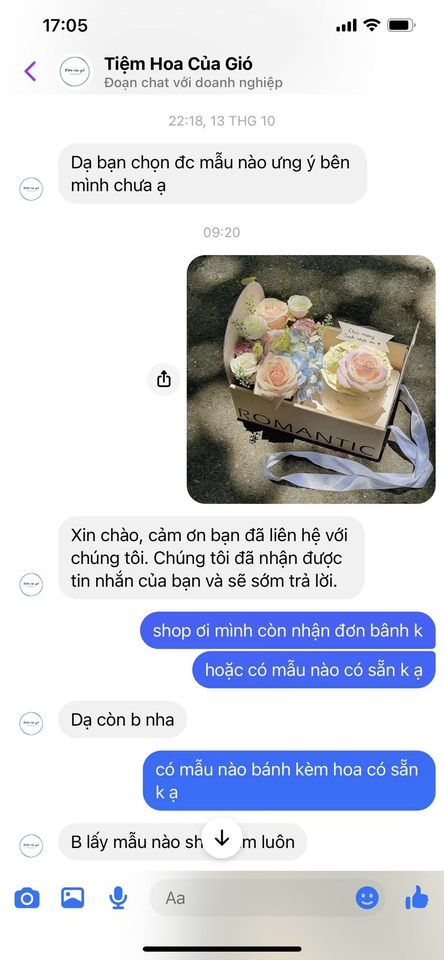 17:05
Tiệm Hoa Của Gió
Đoạn chat với doanh nghiệp
22:18, 13 THG 10
Dạ bạn chọn đc mẫu nào ưng ý bên
mình chưa ạ
09:20
ROMANTIC
Xin chào, cảm ơn bạn đã liên hệ với
chúng tôi. Chúng tôi đã nhận được
tin nhắn của bạn và sẽ sớm trả lời.
shop ơi mình còn nhận đơn bânh k
hoặc có mẫu nào có sẵn k ạ
Dạ còn b nha
có mẫu nào bánh kèm hoa có sẵn
k ạ
B lấy mẫu nào sh m luôn
Aa